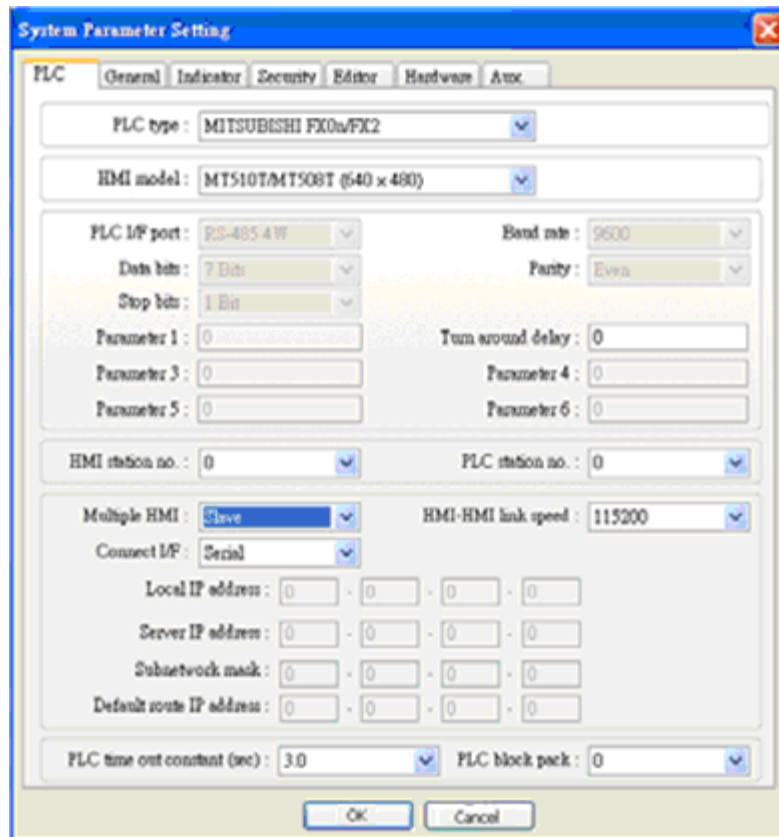 System Parameter Setting
PLC General Indicator Security Editor Hardware Aux.
PLC type : MITSUBISHI FX0n/FX2
HMI model : MT510T/MT508T (640 x 480)
PLC I/F port : RS-485 4W Baud rate : 9600
Data bits : 7 Bits Parity : Even
Stop bits : 1 Bit
Parameter 1 : 0 Turn around delay : 0
Parameter 3 : 0 Parameter 4 : 0
Parameter 5 : 0 Parameter 6 : 0
HMI station no. : 0 PLC station no. : 0
Multiple HMI : Slave HMI-HMI link speed : 115200
Connect I/F : Serial
Local IP address : 0 . 0 . 0 . 0
Server IP address : 0 . 0 . 0 . 0
Subnetwork mask : 0 . 0 . 0 . 0
Default route IP address : 0 . 0 . 0 . 0
PLC time out constant (sec) : 3.0 PLC block pack : 0
OK Cancel